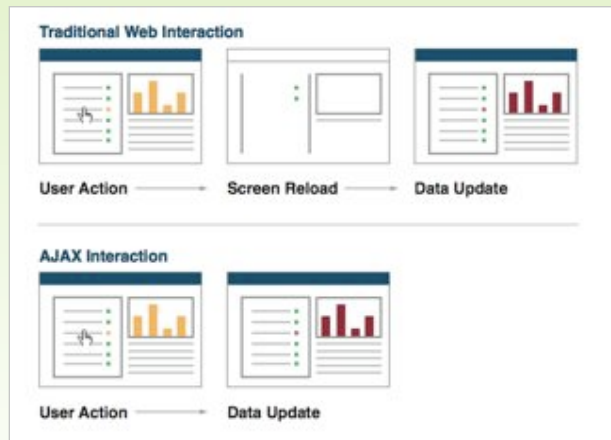 Traditional Web Interaction
User Action
Screen Reload
Data Update
AJAX Interaction
User Action
Data Update